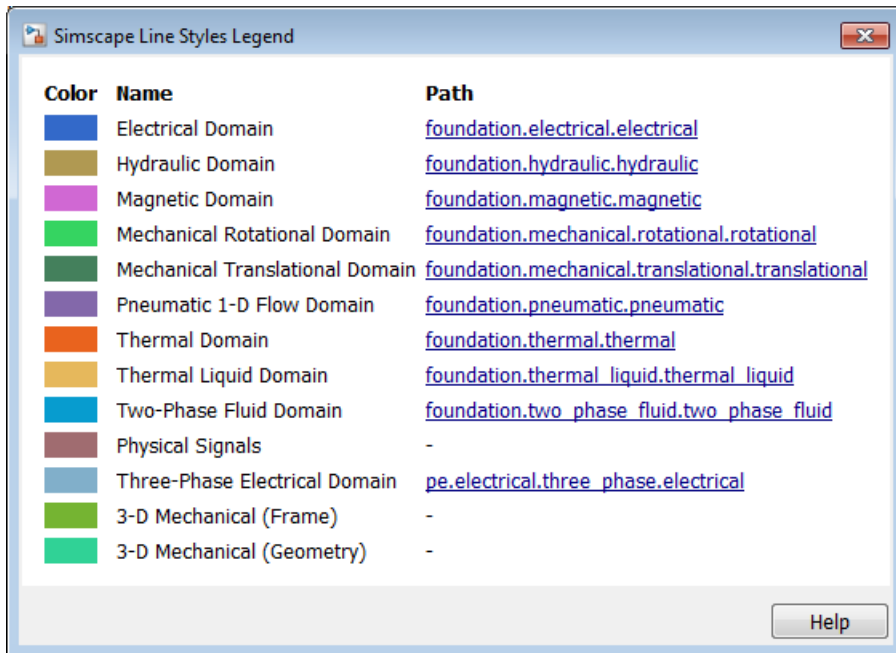 Simscape Line Styles Legend
Color Name Path
Electrical Domain foundation.electrical.electrical
Hydraulic Domain foundation.hydraulic.hydraulic
Magnetic Domain foundation.magnetic.magnetic
Mechanical Rotational Domain foundation.mechanical.rotational.rotational
Mechanical Translational Domain foundation.mechanical.translational.translational
Pneumatic 1-D Flow Domain foundation.pneumatic.pneumatic
Thermal Domain foundation.thermal.thermal
Thermal Liquid Domain foundation.thermal_liquid.thermal_liquid
Two-Phase Fluid Domain foundation.two_phase_fluid.two_phase_fluid
Physical Signals -
Three-Phase Electrical Domain pe.electrical.three_phase.electrical
3-D Mechanical (Frame) -
3-D Mechanical (Geometry) -
Help